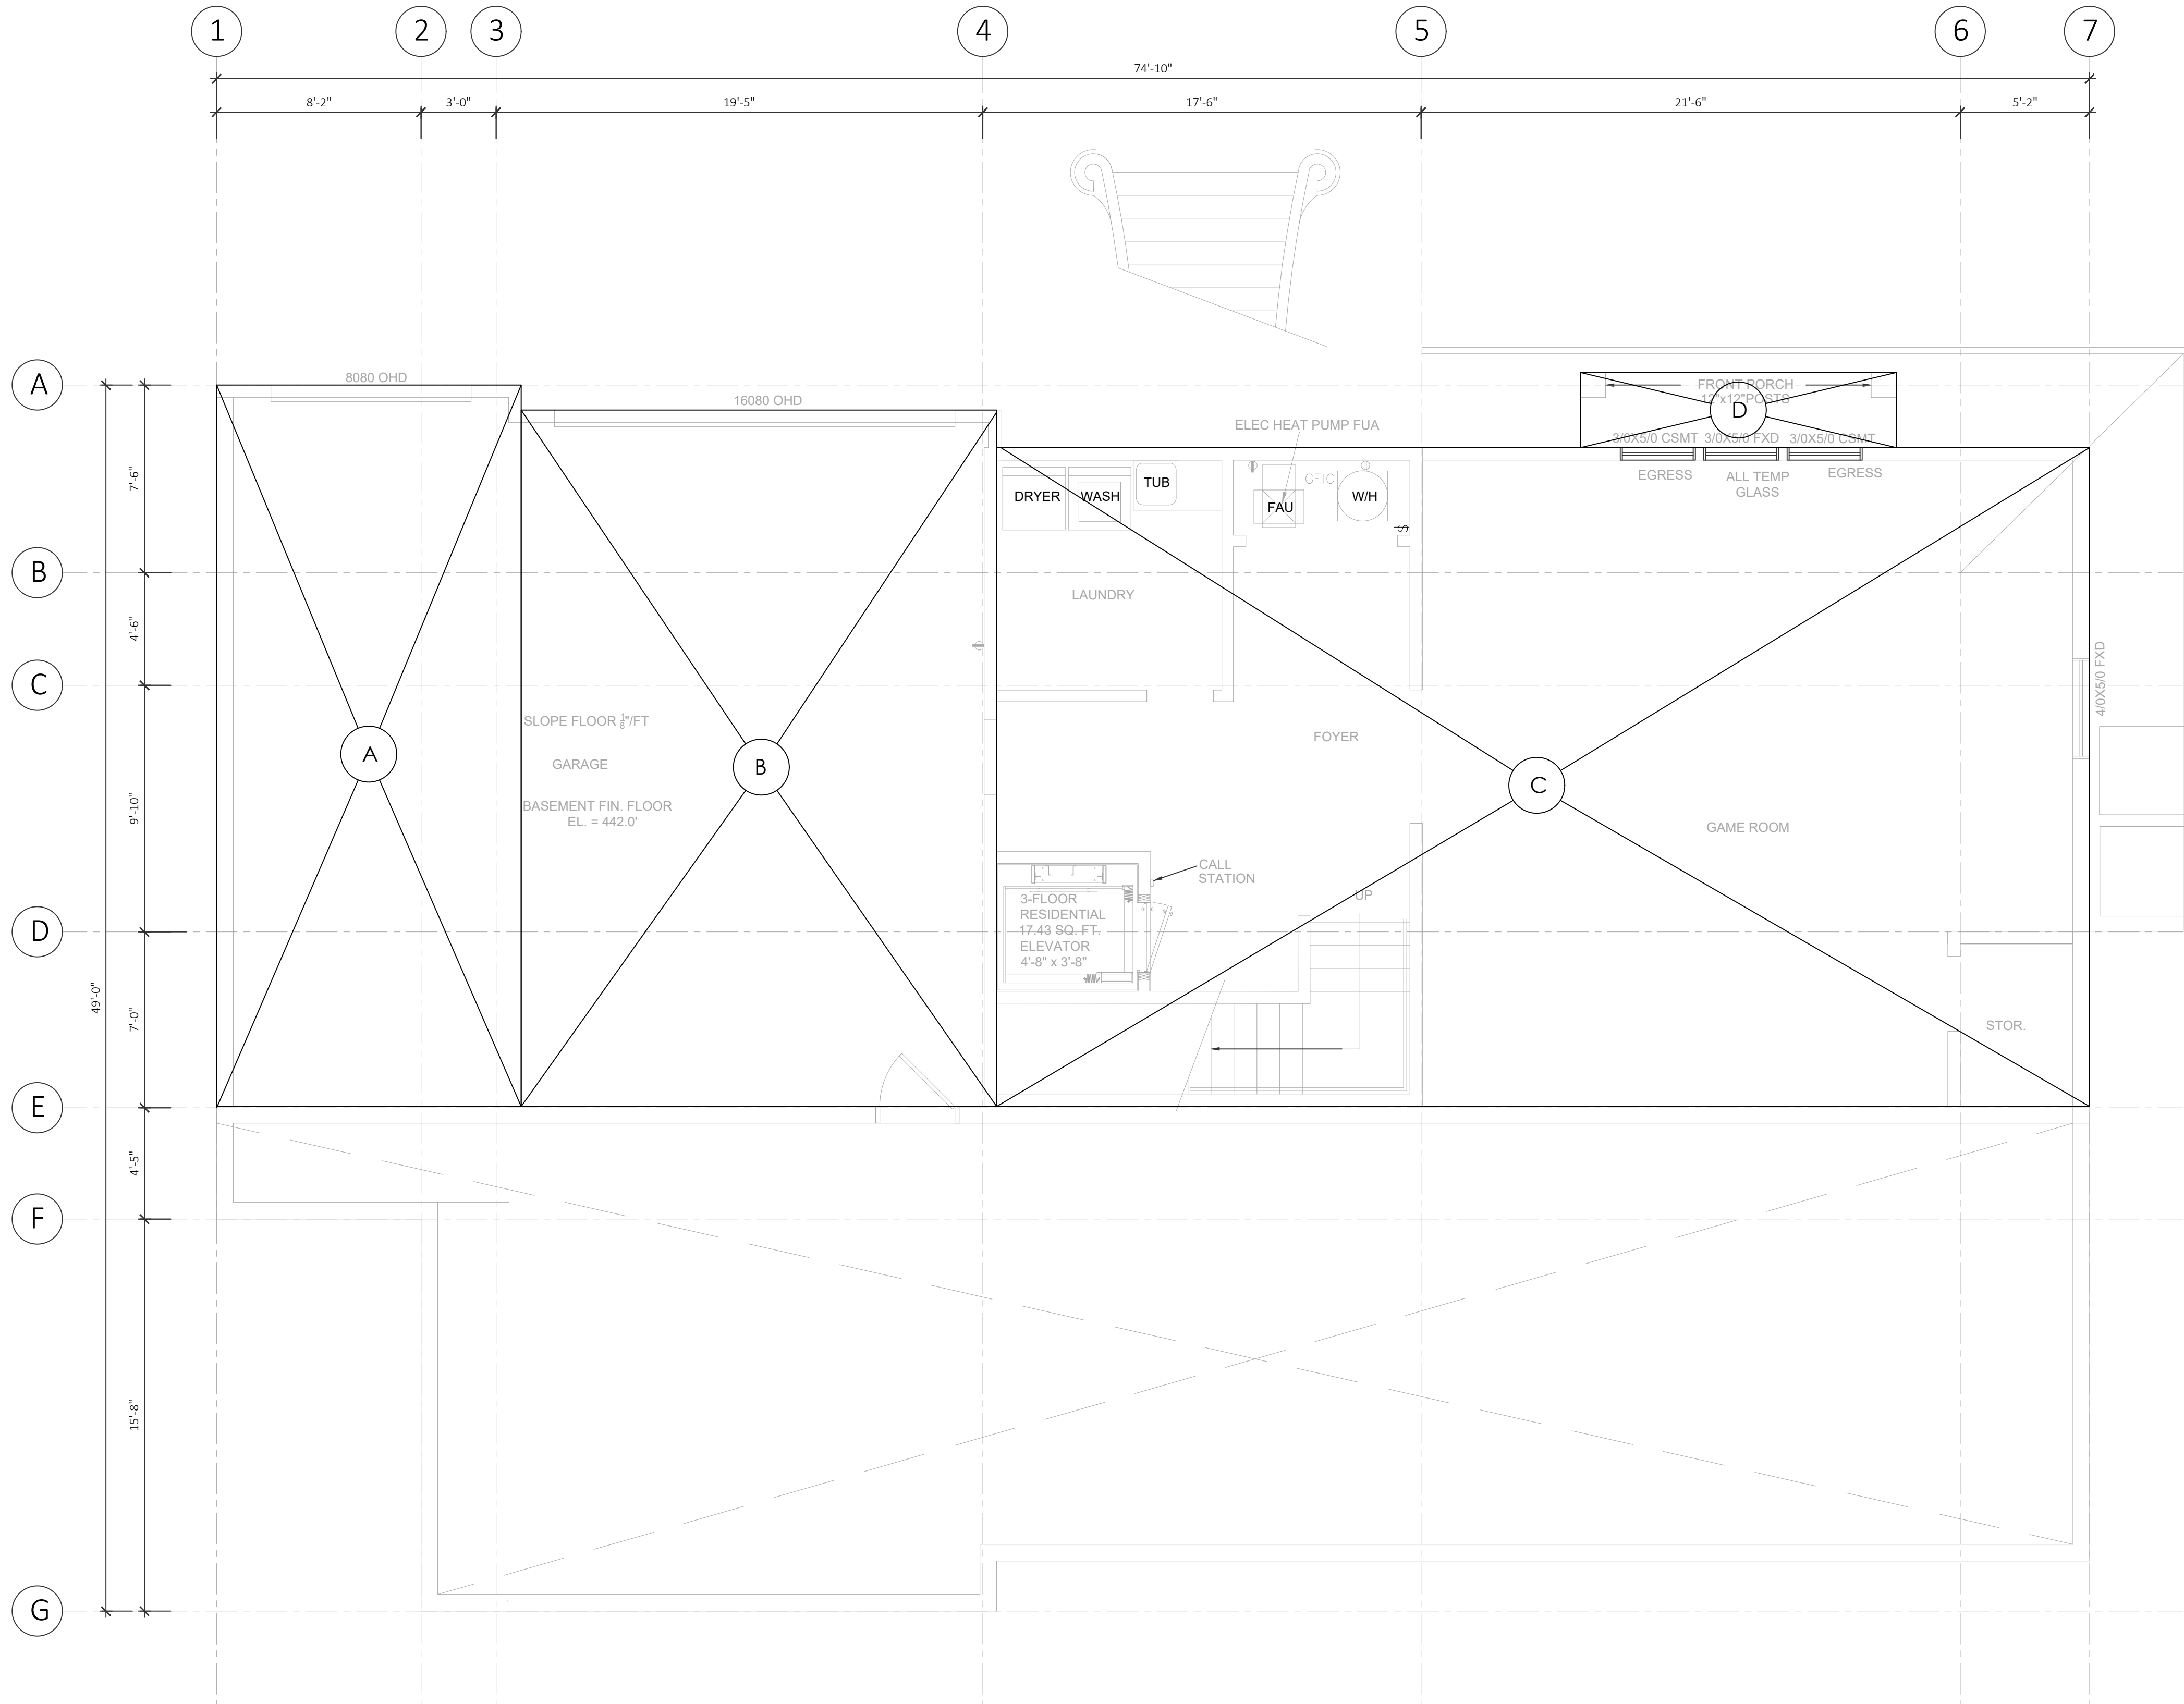 1 2 3 4 5 6 7
74'-10"
8'-2" 3'-0" 19'-5" 17'-6" 21'-6" 5'-2"
A
8080 OHD
FRONT PORCH
12"x12"POSTS
D
16080 OHD
ELEC HEAT PUMP FUA
3/0X5/0 CSMT 3/0X5/0 FXD 3/0X5/0 CSMT
EGRESS
ALL TEMP
GLASS
EGRESS
7'-6"
DRYER WASH TUB
GFIC
FAU
W/H
S
B
4'-6"
LAUNDRY
C
4/0X5/0 FXD
SLOPE FLOOR 1/8"/FT
FOYER
A
B
C
GARAGE
9'-10"
BASEMENT FIN. FLOOR
EL. = 442.0'
GAME ROOM
CALL
STATION
UP
3-FLOOR
RESIDENTIAL
17.43 SQ. FT.
ELEVATOR
4'-8" x 3'-8"
D
49'-0"
7'-0"
STOR.
E
4'-5"
F
15'-8"
G